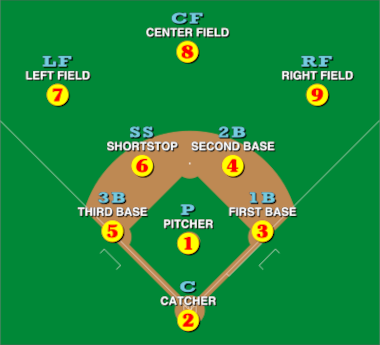 CF
CENTER FIELD
8
LF
LEFT FIELD
7
RF
RIGHT FIELD
9
SS
SHORTSTOP
6
2B
SECOND BASE
4
3B
THIRD BASE
5
P
PITCHER
1
1B
FIRST BASE
3
C
CATCHER
2